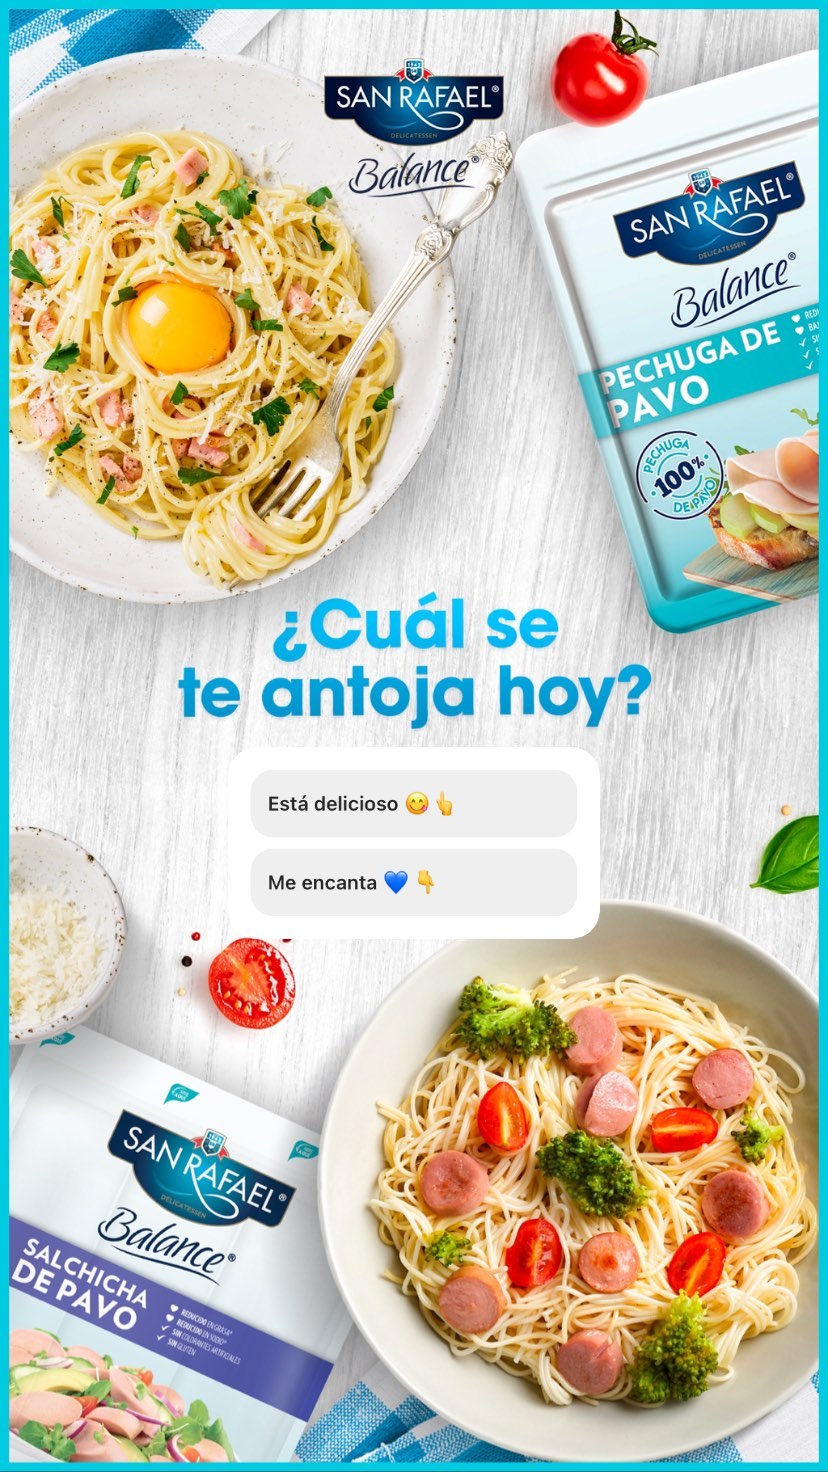 SAN RAFAEL®
DELICATESSEN
Balance®
SAN RAFAEL®
DELICATESSEN
Balance®
PECHUGA DE
PAVO
PECHUGA
100%
DE PAVO
¿Cuál se
te antoja hoy?
Está delicioso 😋👆
Me encanta 💙👇
SAN RAFAEL®
DELICATESSEN
Balance®
SALCHICHA
DE PAVO
REDUCIDO EN GRASA*
REDUCIDO EN SODIO*
SIN COLORANTES ARTIFICIALES
SIN GLUTEN